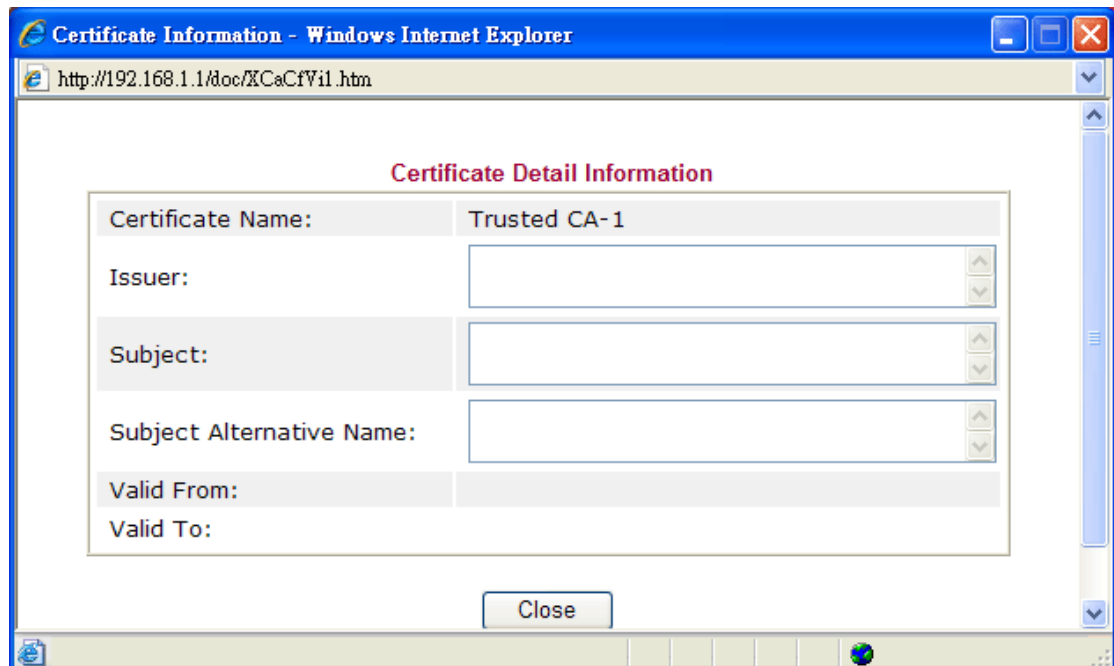 Certificate Information - Windows Internet Explorer
http://192.168.1.1/doc/XCaCfVi1.htm
Certificate Detail Information
Certificate Name: Trusted CA-1
Issuer:
Subject:
Subject Alternative Name:
Valid From:
Valid To:
Close